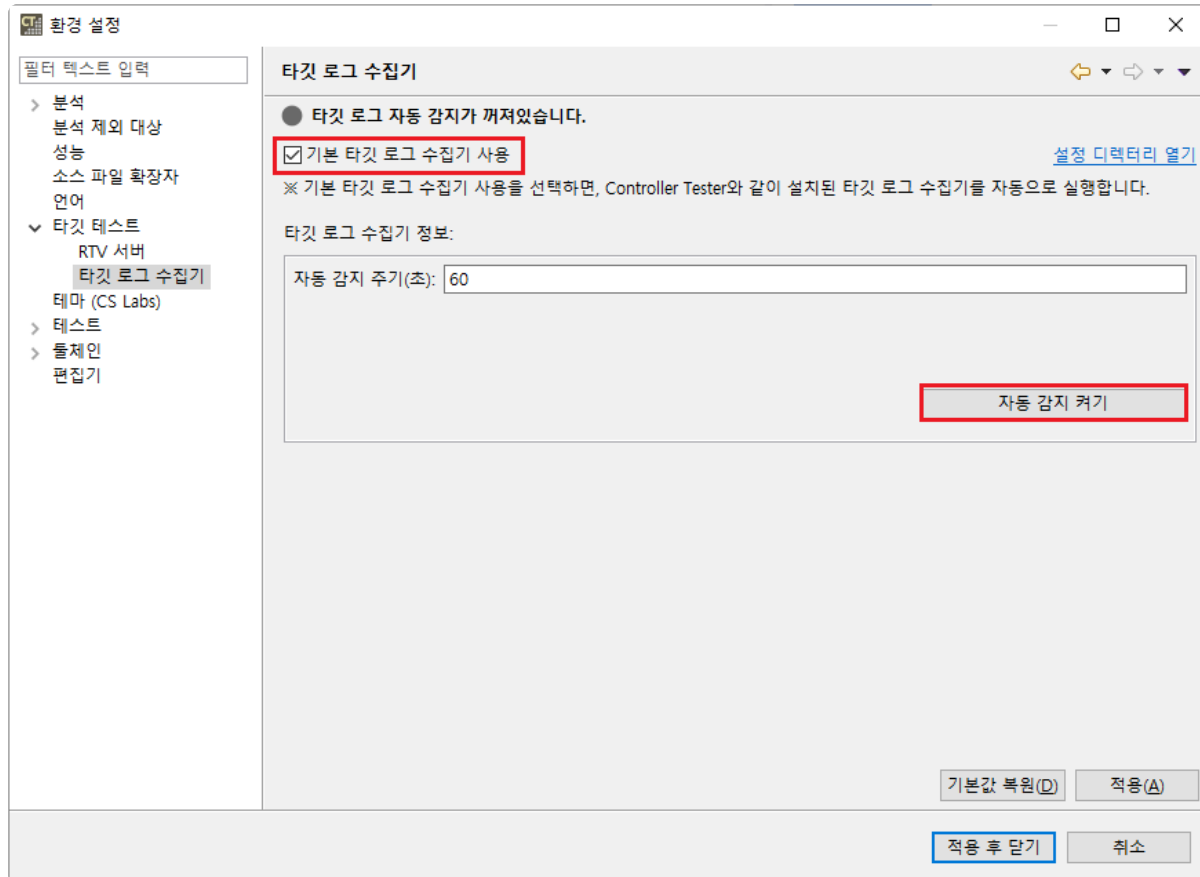 환경 설정
필터 텍스트 입력
분석
분석 제외 대상
성능
소스 파일 확장자
언어
타깃 테스트
RTV 서버
타깃 로그 수집기
테마 (CS Labs)
테스트
툴체인
편집기
타깃 로그 수집기
타깃 로그 자동 감지가 꺼져있습니다.
기본 타깃 로그 수집기 사용
설정 디렉터리 열기
※ 기본 타깃 로그 수집기 사용을 선택하면, Controller Tester와 같이 설치된 타깃 로그 수집기를 자동으로 실행합니다.
타깃 로그 수집기 정보:
자동 감지 주기(초): 60
자동 감지 켜기
기본값 복원(D) 적용(A)
적용 후 닫기 취소